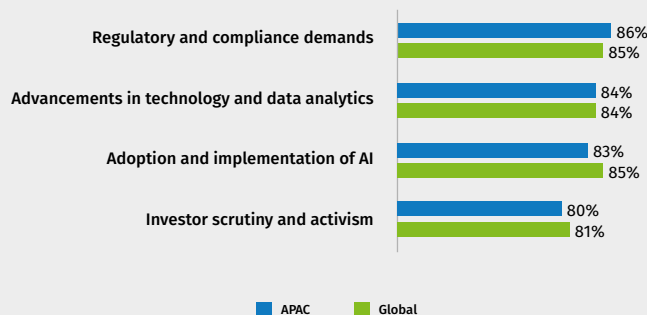 Regulatory and compliance demands
86%
85%
Advancements in technology and data analytics
84%
84%
Adoption and implementation of AI
83%
85%
Investor scrutiny and activism
80%
81%
APAC
Global